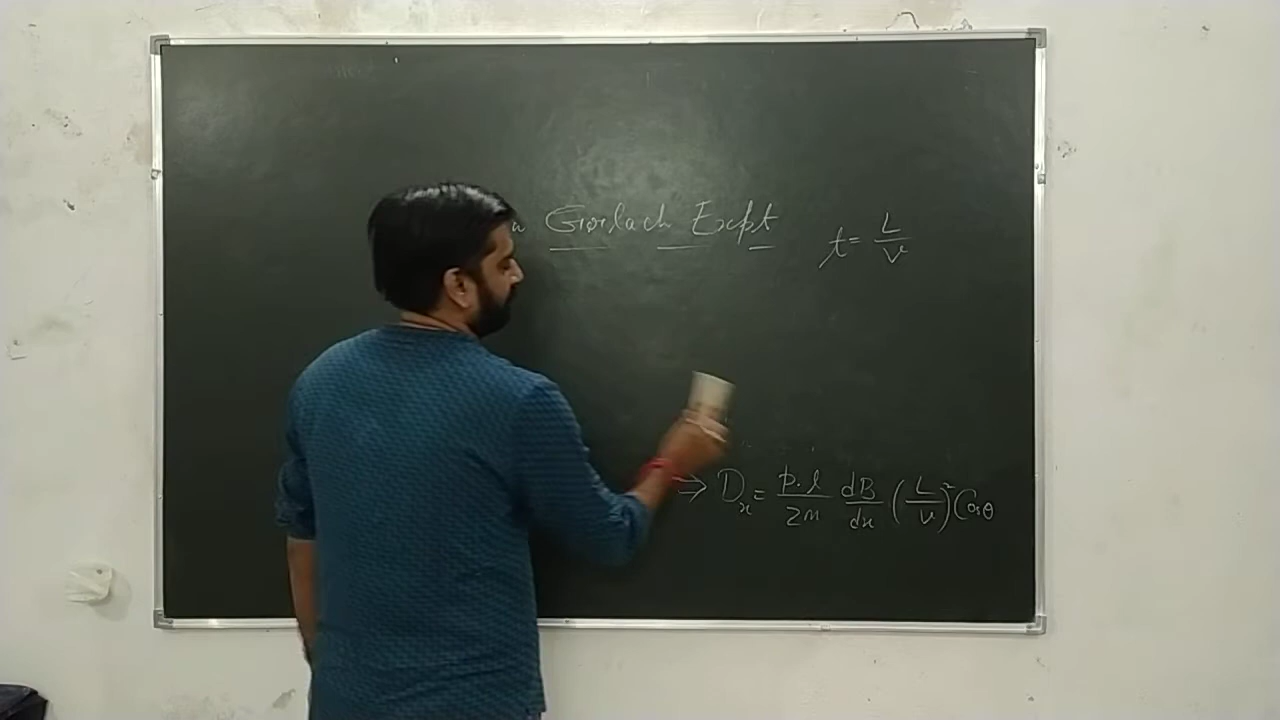 Gerlach Expt
t = L/v
⇒ Dx = p.l/2m dB/dx (L/v)² Cosθ